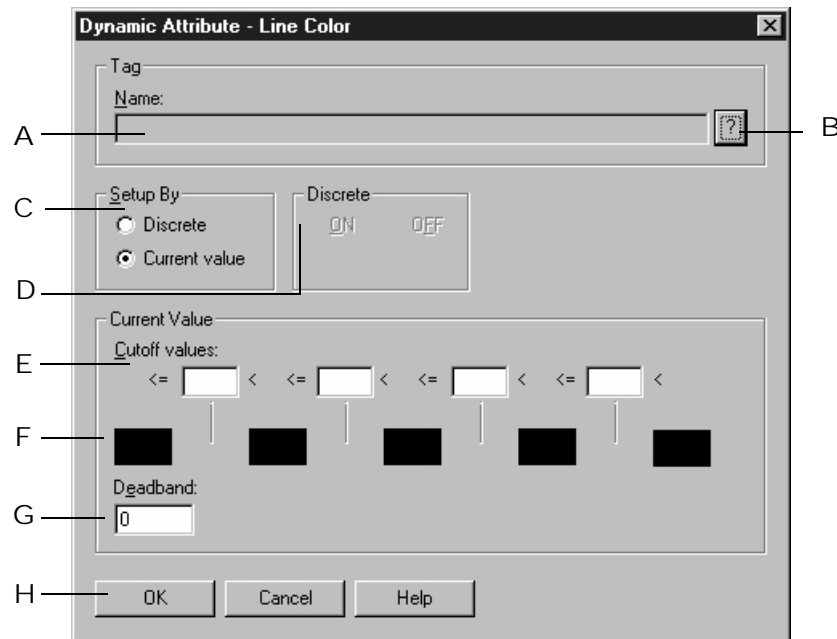 Dynamic Attribute - Line Color
Tag
Name:
A
?
B
Setup By
Discrete
C
Discrete
ON OFF
Current value
D
Current Value
Cutoff values:
E
<= < <= < <= < <= <
F
Deadband:
G
0
H
OK Cancel Help